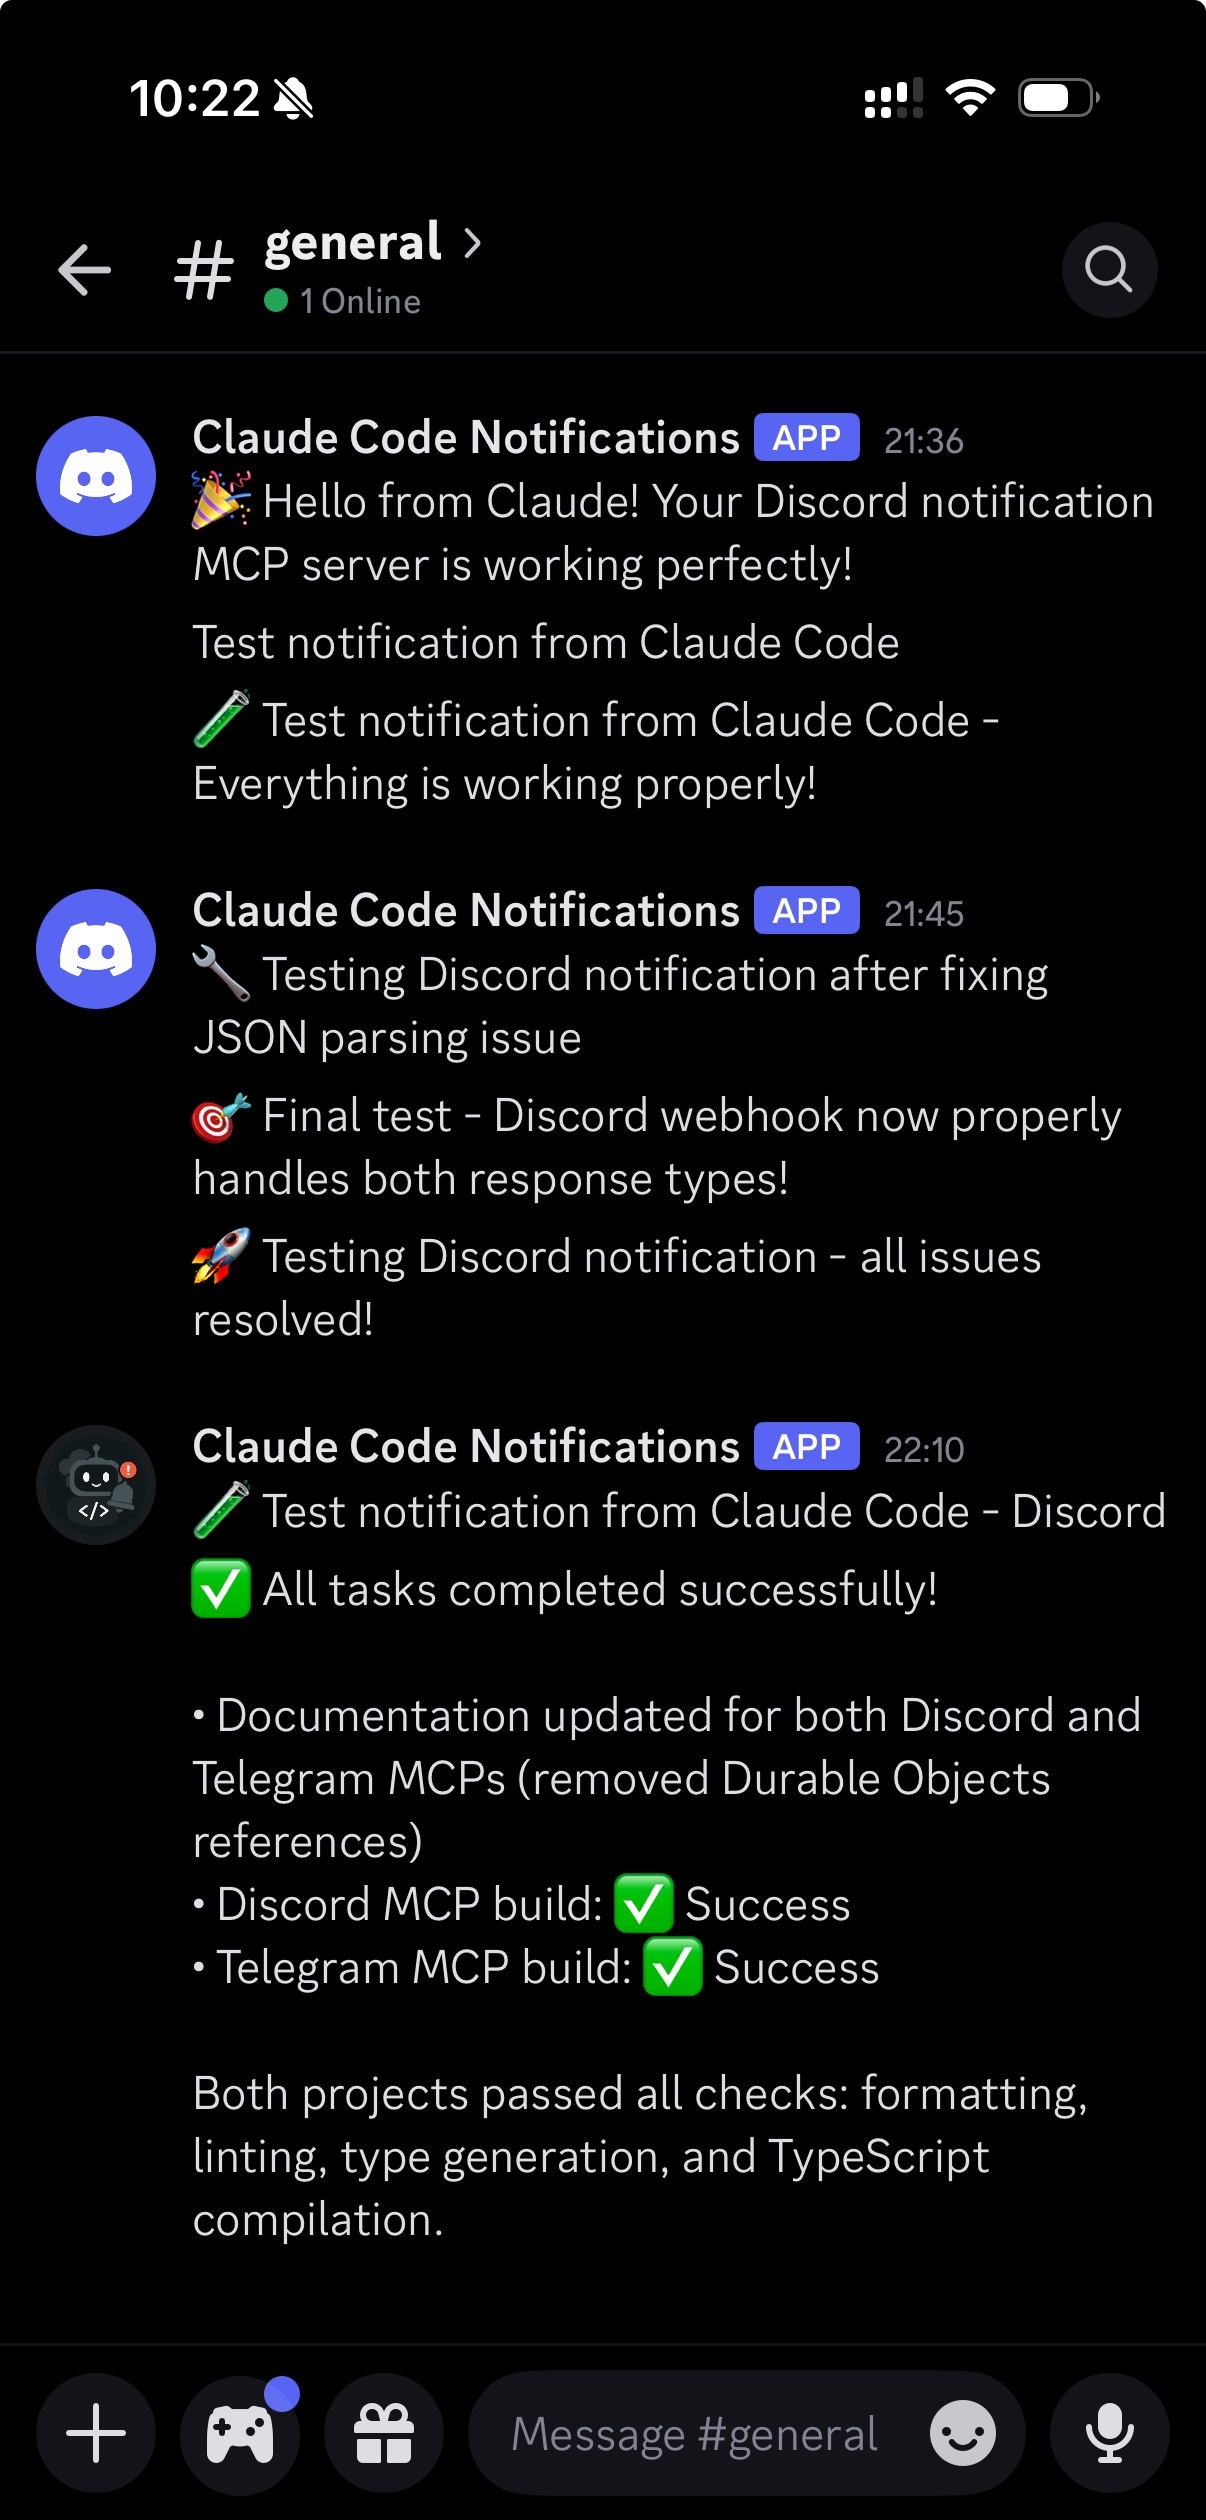 10:22
general
1 Online
Claude Code Notifications APP 21:36
🎉 Hello from Claude! Your Discord notification
MCP server is working perfectly!
Test notification from Claude Code
🧪 Test notification from Claude Code -
Everything is working properly!
Claude Code Notifications APP 21:45
🔧 Testing Discord notification after fixing
JSON parsing issue
🎯 Final test - Discord webhook now properly
handles both response types!
🚀 Testing Discord notification - all issues
resolved!
Claude Code Notifications APP 22:10
🧪 Test notification from Claude Code - Discord
✅ All tasks completed successfully!
• Documentation updated for both Discord and
Telegram MCPs (removed Durable Objects
references)
• Discord MCP build: ✅ Success
• Telegram MCP build: ✅ Success
Both projects passed all checks: formatting,
linting, type generation, and TypeScript
compilation.
Message #general